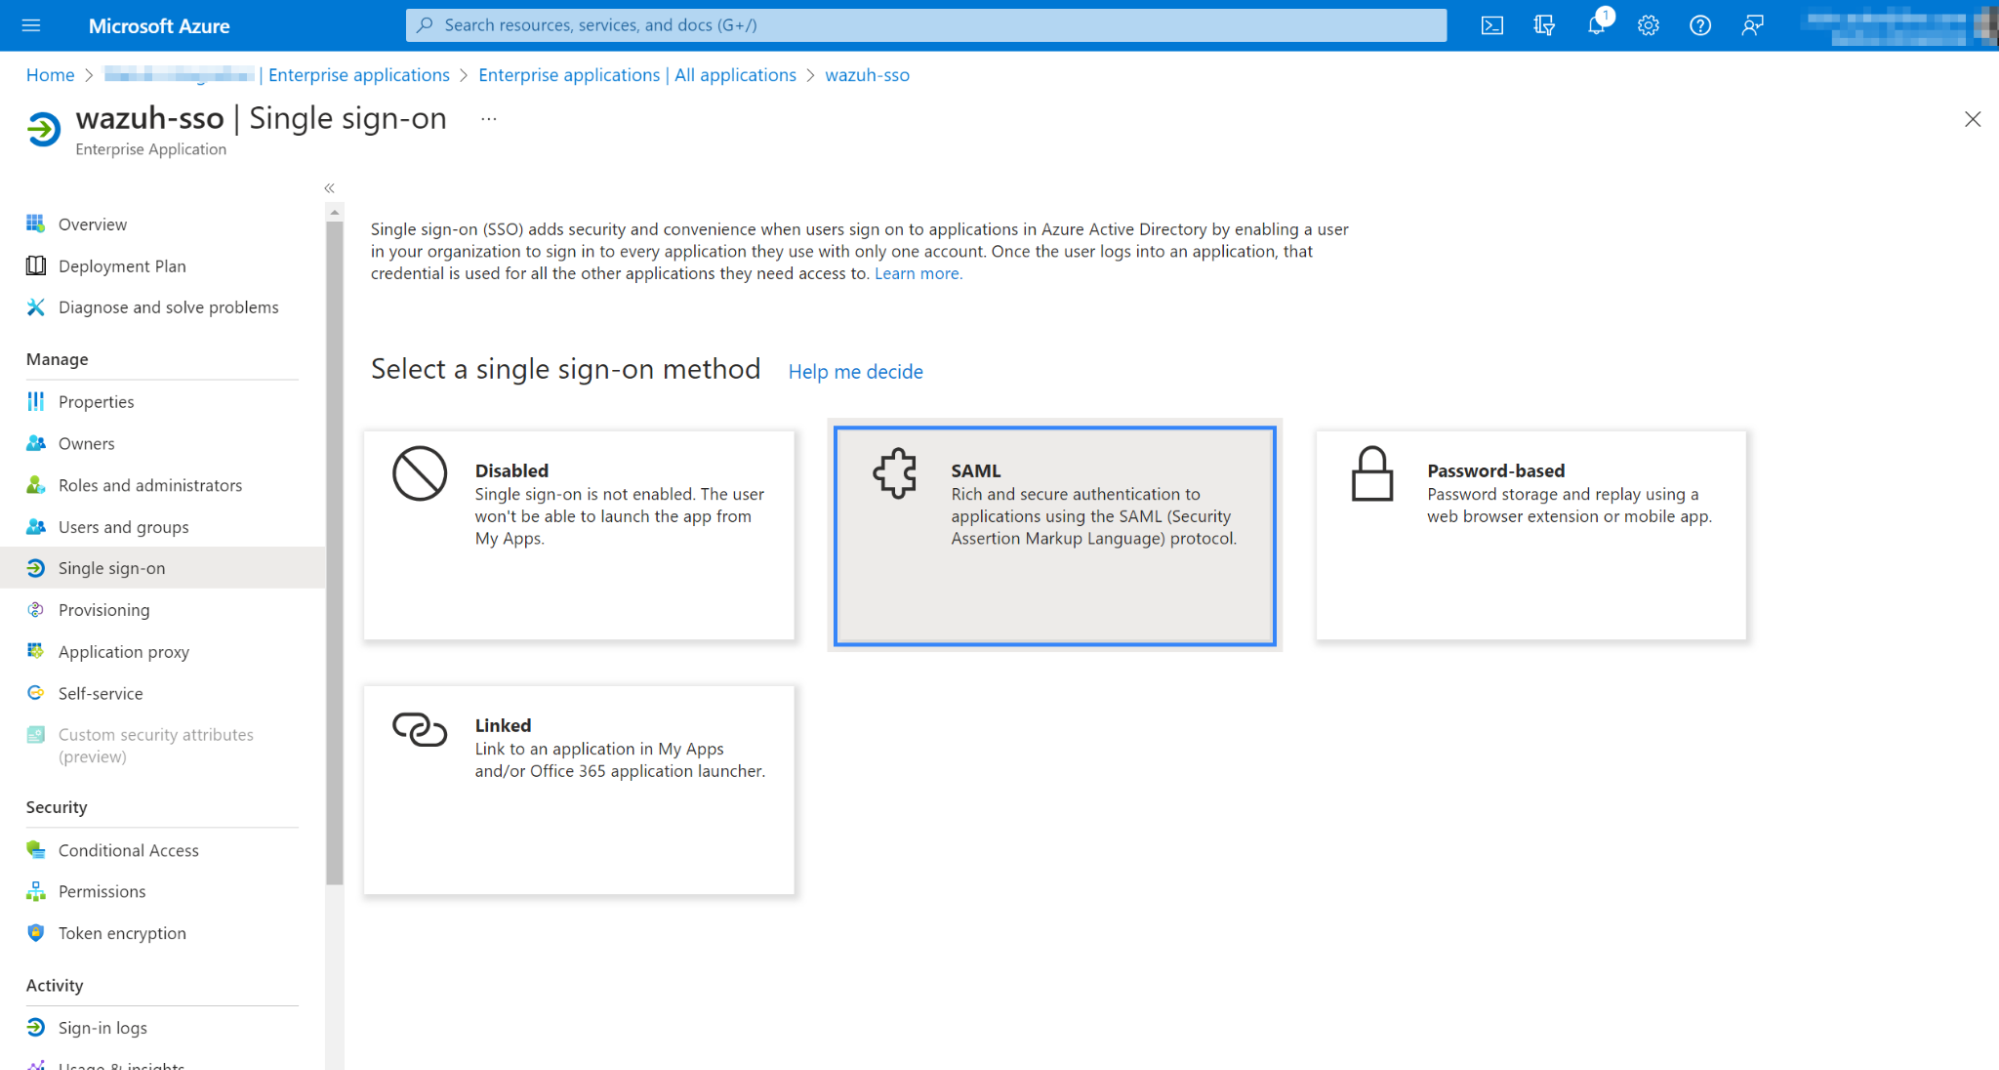 Microsoft Azure
Search resources, services, and docs (G+/)
1
Home > | Enterprise applications > Enterprise applications | All applications > wazuh-sso
wazuh-sso | Single sign-on ...
Enterprise Application
Overview
Deployment Plan
Diagnose and solve problems
Manage
Properties
Owners
Roles and administrators
Users and groups
Single sign-on
Provisioning
Application proxy
Self-service
Custom security attributes
(preview)
Security
Conditional Access
Permissions
Token encryption
Activity
Sign-in logs
Usage & insights
Single sign-on (SSO) adds security and convenience when users sign on to applications in Azure Active Directory by enabling a user
in your organization to sign in to every application they use with only one account. Once the user logs into an application, that
credential is used for all the other applications they need access to. Learn more.
Select a single sign-on method Help me decide
Disabled
Single sign-on is not enabled. The user
won't be able to launch the app from
My Apps.
SAML
Rich and secure authentication to
applications using the SAML (Security
Assertion Markup Language) protocol.
Password-based
Password storage and replay using a
web browser extension or mobile app.
Linked
Link to an application in My Apps
and/or Office 365 application launcher.